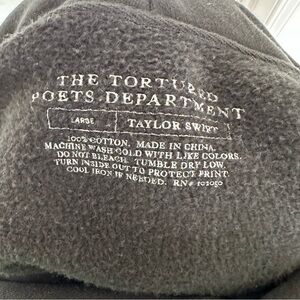 THE TORTURED
POETS DEPARTMENT
LARGE TAYLOR SWIFT
100% COTTON. MADE IN CHINA.
MACHINE WASH COLD WITH LIKE COLORS.
DO NOT BLEACH. TUMBLE DRY LOW.
TURN INSIDE OUT TO PROTECT PRINT.
COOL IRON IF NEEDED. RN#